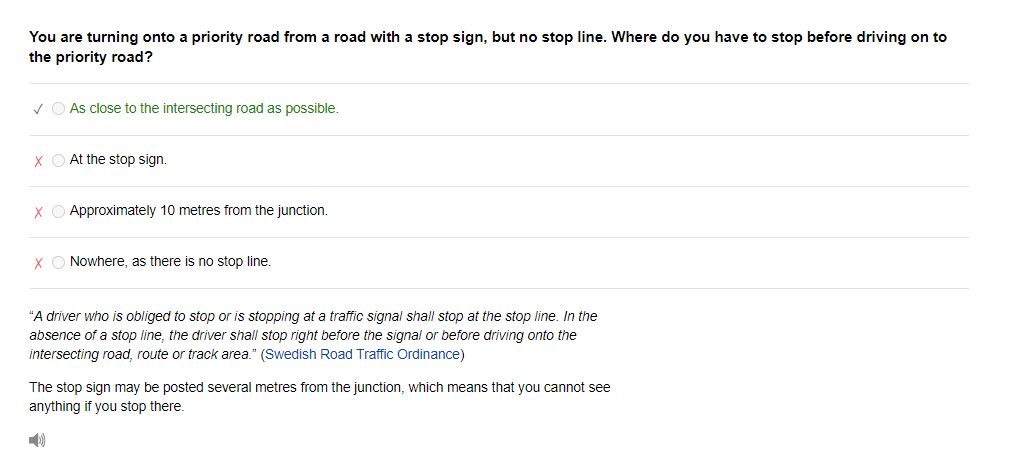 You are turning onto a priority road from a road with a stop sign, but no stop line. Where do you have to stop before driving on to
the priority road?
✓ As close to the intersecting road as possible.
X At the stop sign.
X Approximately 10 metres from the junction.
X Nowhere, as there is no stop line.
“A driver who is obliged to stop or is stopping at a traffic signal shall stop at the stop line. In the
absence of a stop line, the driver shall stop right before the signal or before driving onto the
intersecting road, route or track area.” (Swedish Road Traffic Ordinance)
The stop sign may be posted several metres from the junction, which means that you cannot see
anything if you stop there.